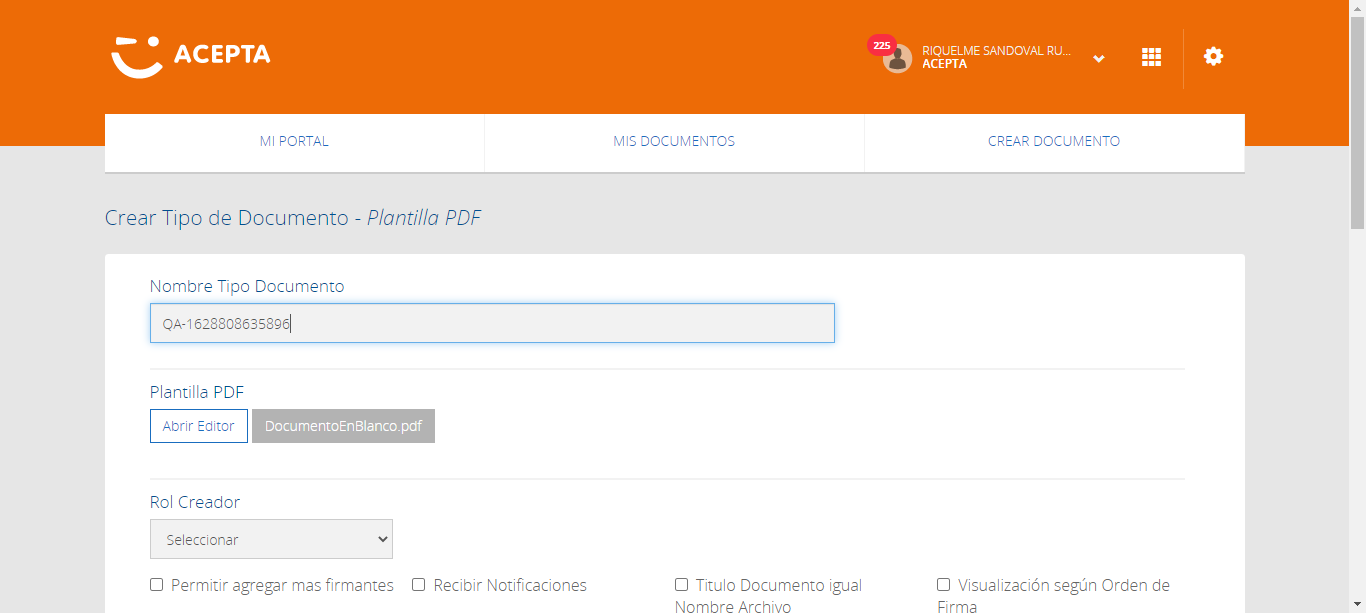 ACEPTA
225
RIQUELME SANDOVAL RU...
ACEPTA
MI PORTAL
MIS DOCUMENTOS
CREAR DOCUMENTO
Crear Tipo de Documento - Plantilla PDF
Nombre Tipo Documento
QA-1628808635896
Plantilla PDF
Abrir Editor
DocumentoEnBlanco.pdf
Rol Creador
Seleccionar
Permitir agregar mas firmantes
Recibir Notificaciones
Titulo Documento igual
Nombre Archivo
Visualización según Orden de
Firma